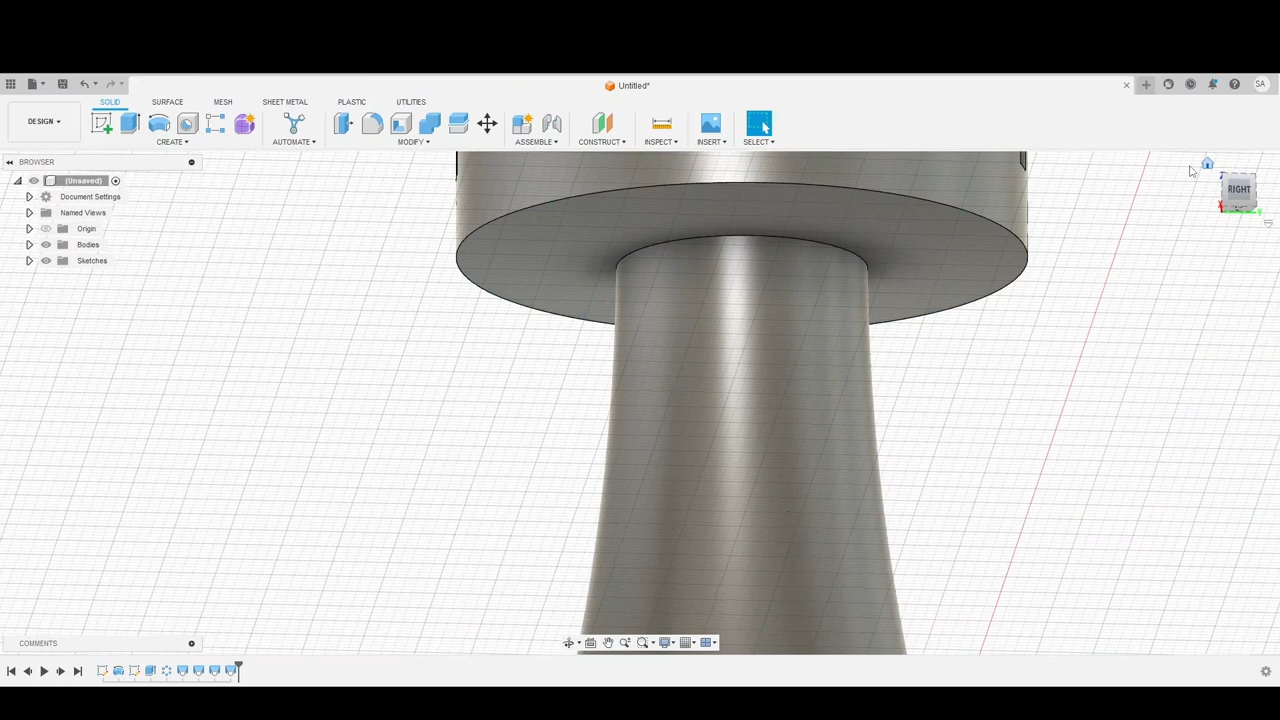 Untitled*
SA
DESIGN
SOLID
SURFACE
MESH
SHEET METAL
PLASTIC
UTILITIES
CREATE
AUTOMATE
MODIFY
ASSEMBLE
CONSTRUCT
INSPECT
INSERT
SELECT
BROWSER
(Unsaved)
Document Settings
Named Views
Origin
Bodies
Sketches
Z
RIGHT
X
Y
COMMENTS